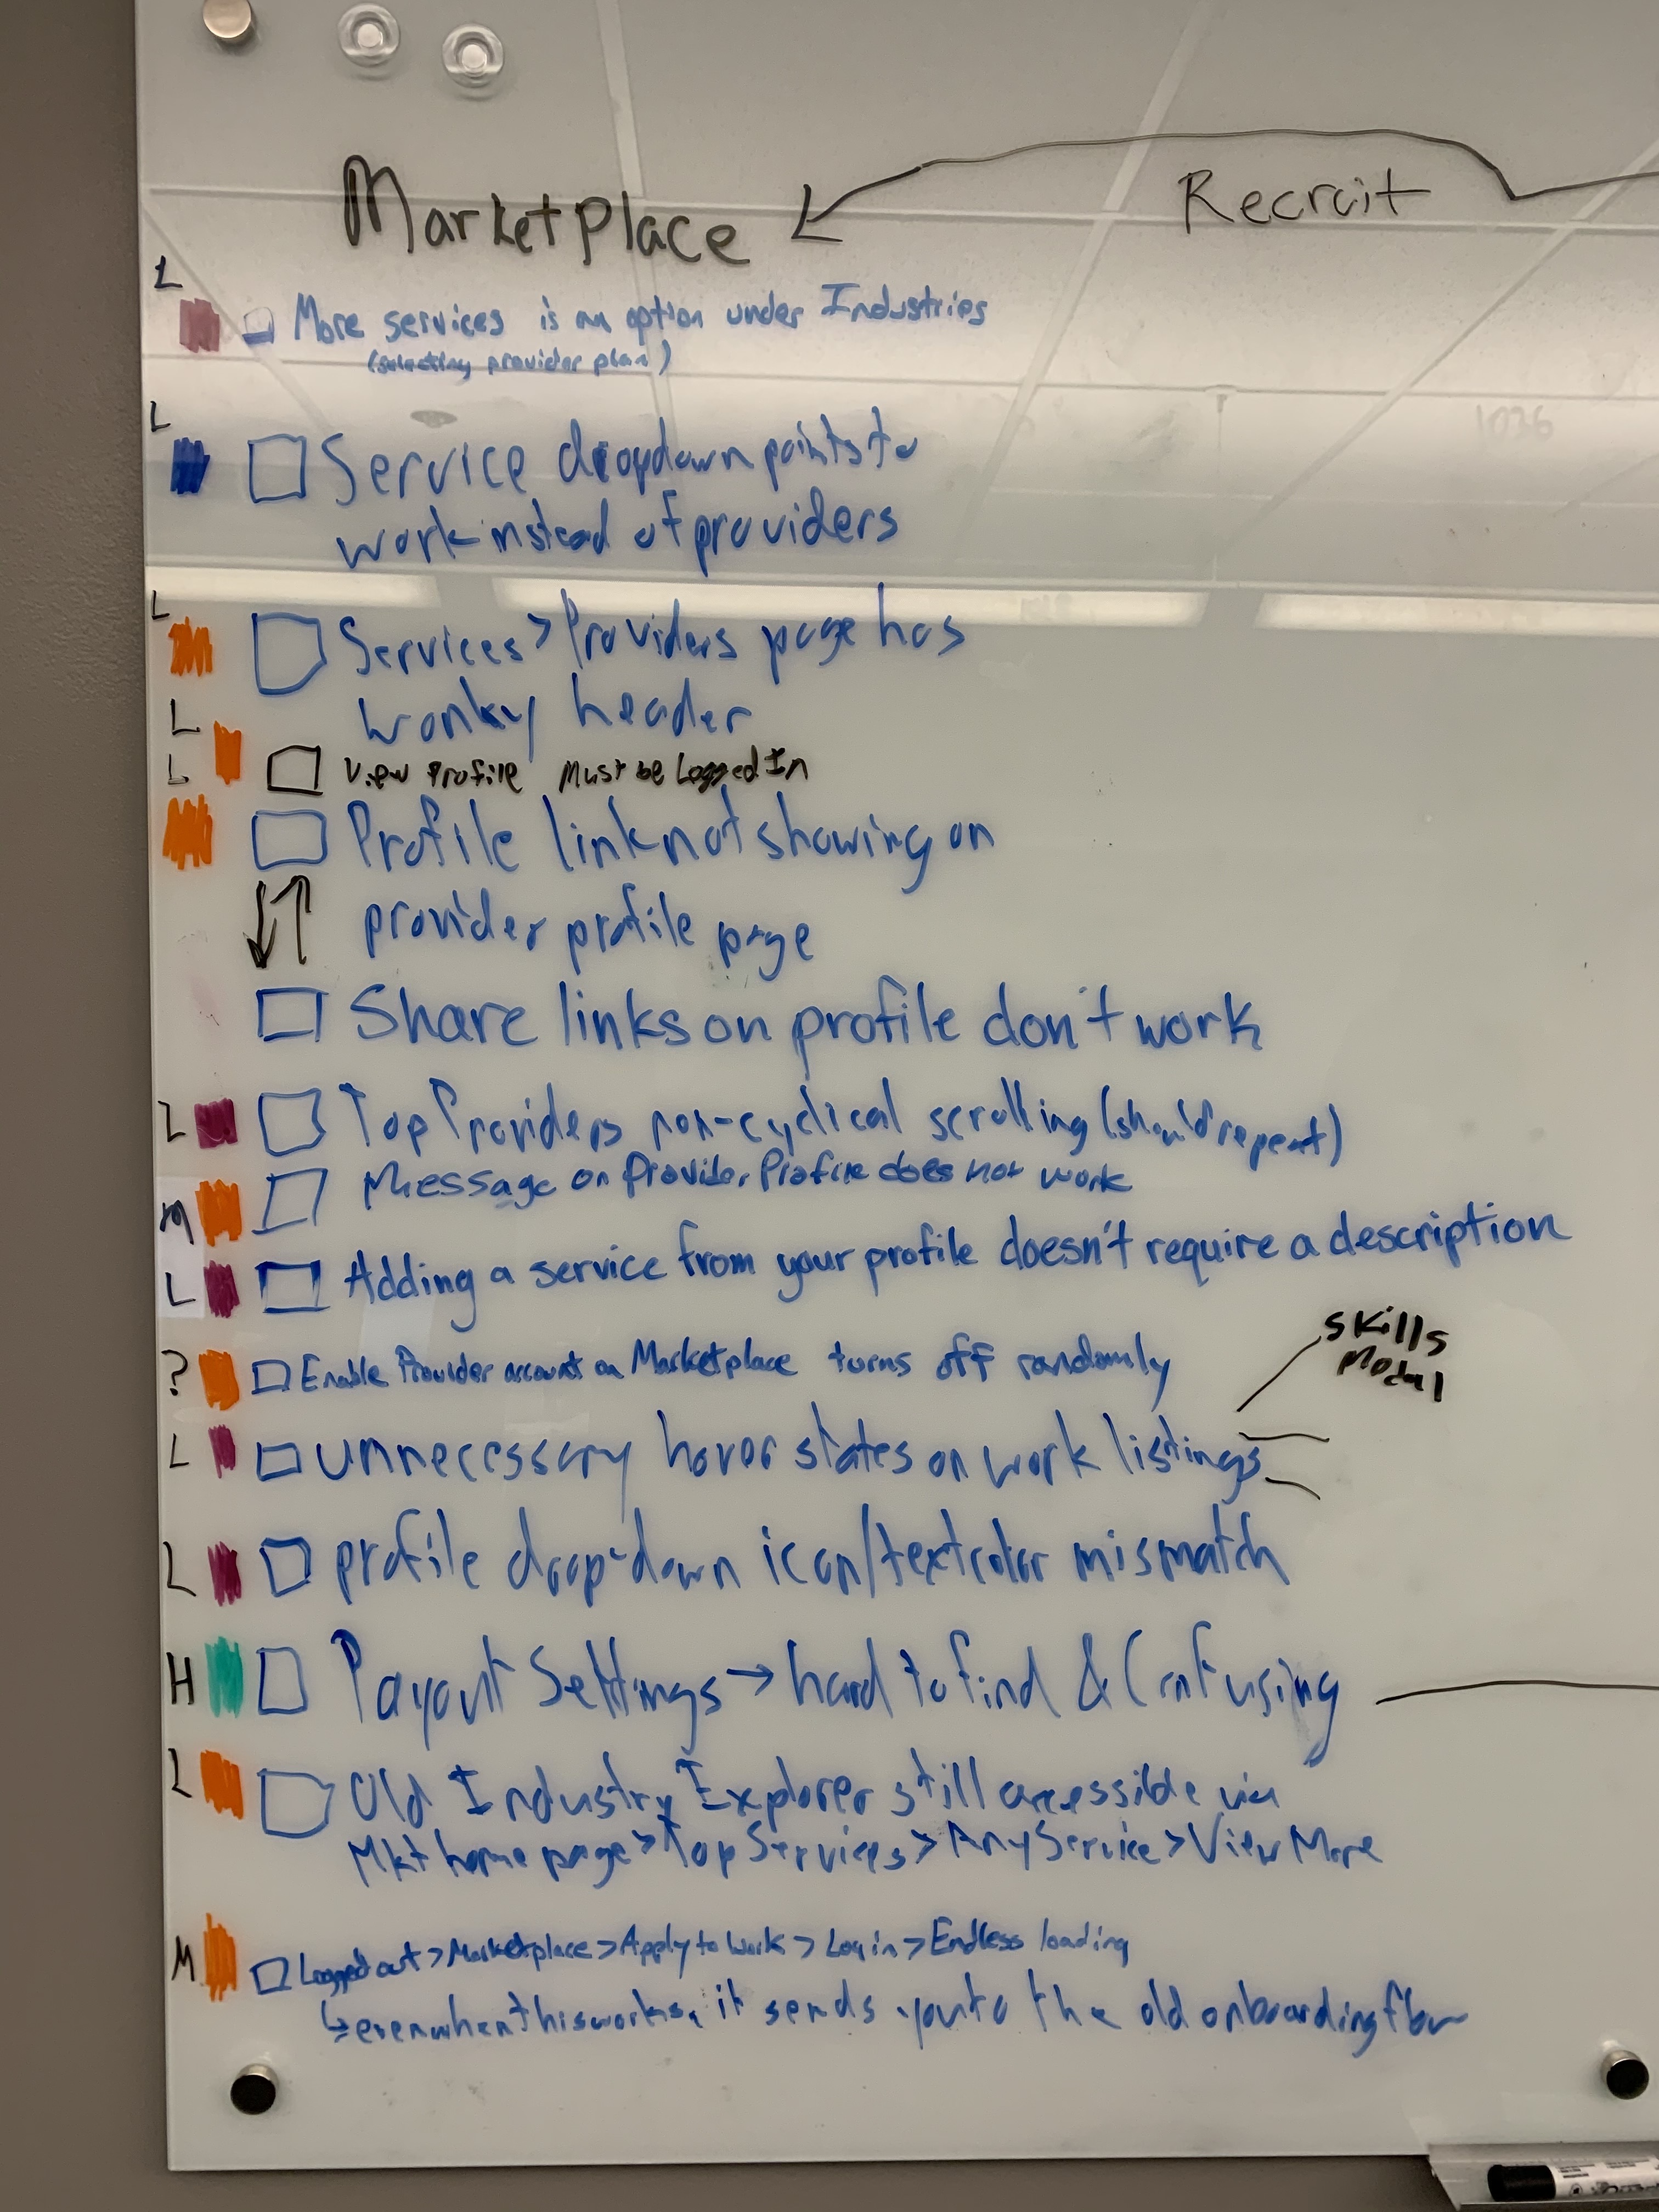 Marketplace
Recruit
L
More services is an option under Industries
(selecting provider plan)
L
Service dropdown points to
work instead of providers
1036
L
Services > Providers page has
wonky header
L
L
View Profile Must be Logged In
Profile link not showing on
provider profile page
Share links on profile don't work
L
Top Providers non-cyclical scrolling (should repeat)
M
Message on Provider Profile does not work
L
Adding a service from your profile doesn't require a description
skills
Modal
?
Enable Provider account on Marketplace turns off randomly
L
unnecessary hover states on work listings
L
profile drop-down icon/text color mismatch
H
Payout Settings → hard to find & Confusing
L
Old Industry Explorer still accessible via
Mkt home page > Top Services > Any Service > View More
M
Logged out > Marketplace > Apply to Work > Log in > Endless loading
↳ even when this works, it sends you to the old onboarding flow